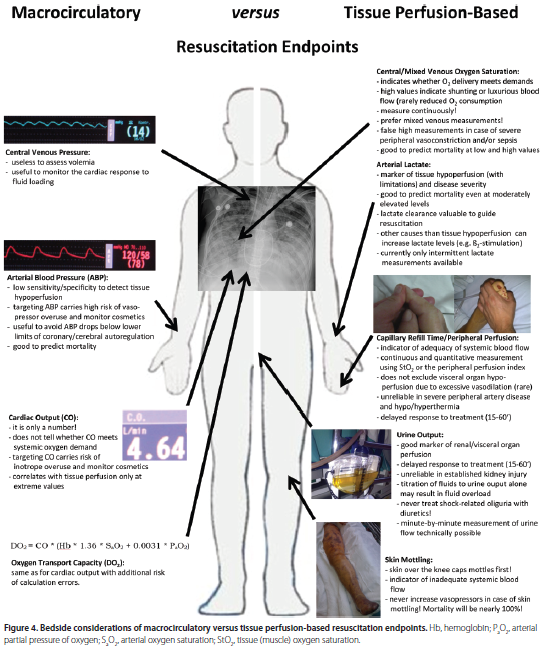 Macrocirculatory versus Tissue Perfusion-Based
Resuscitation Endpoints
(14)
Central Venous Pressure:
- useless to assess volemia
- useful to monitor the cardiac response to
fluid loading
120/58
(78)
Arterial Blood Pressure (ABP):
- low sensitivity/specificity to detect tissue
hypoperfusion
- targeting ABP carries high risk of vaso-
pressor overuse and monitor cosmetics
- useful to avoid ABP drops below lower
limits of coronary/cerebral autoregulation
- good to predict mortality
Cardiac Output (CO):
- it is only a number!
- does not tell whether CO meets
systemic oxygen demand
- targeting CO carries risk of
inotrope overuse and monitor cosmetics
- correlates with tissue perfusion only at
extreme values
C.O.
l/min
4.64
DO₂ = CO * (Hb * 1.36 * SₐO₂ + 0.0031 * PₐO₂)
Oxygen Transport Capacity (DO₂):
same as for cardiac output with additional risk
of calculation errors.
Central/Mixed Venous Oxygen Saturation:
- indicates whether O₂ delivery meets demands
- high values indicate shunting or luxurious blood
flow (rarely reduced O₂ consumption
- measure continuously!
- prefer mixed venous measurements!
- false high measurements in case of severe
peripheral vasoconstriction and/or sepsis
- good to predict mortality at low and high values
Arterial Lactate:
- marker of tissue hypoperfusion (with
limitations) and disease severity
- good to predict mortality even at moderately
elevated levels
- lactate clearance valuable to guide
resuscitation
- other causes than tissue hypoperfusion can
increase lactate levels (e.g, B₂-stimulation)
- currently only intermittent lactate
measurements available
Capillary Refill Time/Peripheral Perfusion:
- indicator of adequacy of systemic blood flow
- continuous and quantitative measurement
using StO₂ or the peripheral perfusion index
- does not exclude visceral organ hypo-
perfusion due to excessive vasodilation (rare)
- unreliable in severe peripheral artery disease
and hypo/hyperthermia
- delayed response to treatment (15-60')
Urine Output:
- good marker of renal/visceral organ
perfusion
- delayed response to treatment (15-60')
- unreliable in established kidney injury
- titration of fluids to urine ouput alone
may result in fluid overload
- never treat shock-related oliguria with
diuretics!
- minute-by-minute measurement of urine
flow technically possible
Skin Mottling:
- skin over the knee caps mottles first!
- indicator of inadequate systemic blood
flow
- never increase vasopressors in case of skin
mottling! Mortality will be nearly 100%!
Figure 4. Bedside considerations of macrocirculatory versus tissue perfusion-based resuscitation endpoints. Hb, hemoglobin; PₐO₂, arterial
partial pressure of oxygen; SₐO₂, arterial oxygen saturation; StO₂, tissue (muscle) oxygen saturation.